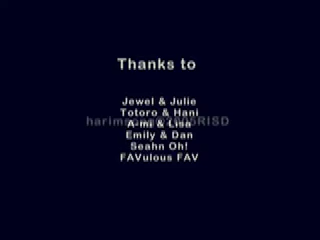 Thanks to
Jewel & Julie
Totoro & Hani
A-mi & Lisa
Emily & Dan
Seahn Oh!
FAVulous FAV